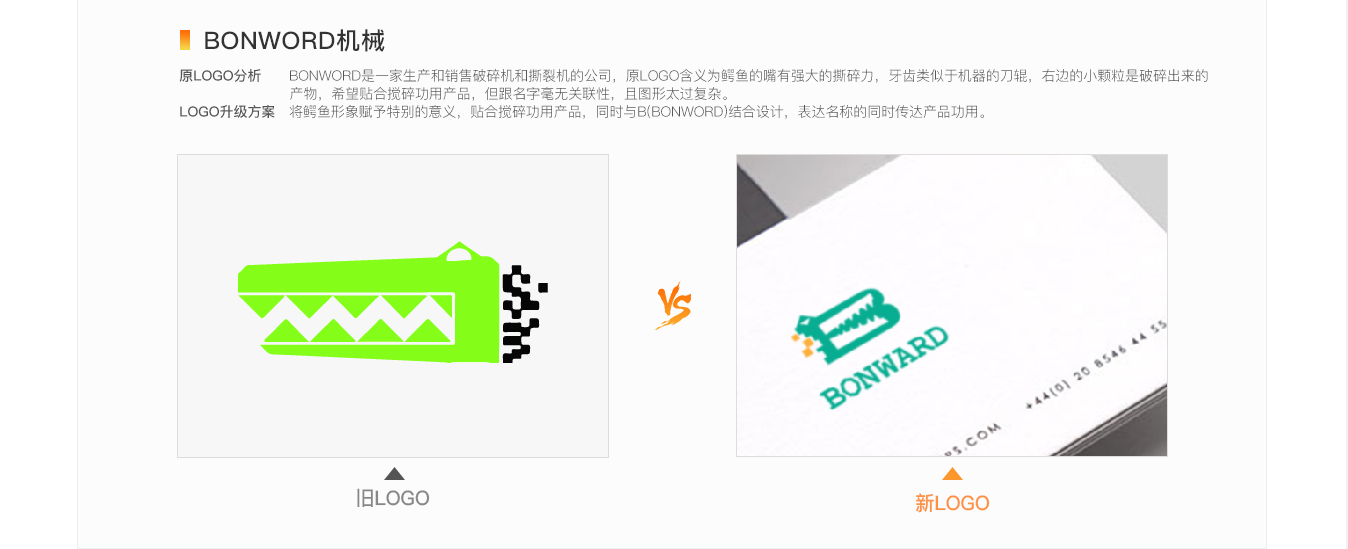 BONWORD机械
原LOGO分析 BONWORD是一家生产和销售破碎机和撕裂机的公司，原LOGO含义为鳄鱼的嘴有强大的撕碎力，牙齿类似于机器的刀辊，右边的小颗粒是破碎出来的
产物，希望贴合搅碎功用产品，但跟名字毫无关联性，且图形太过复杂。
LOGO升级方案 将鳄鱼形象赋予特别的意义，贴合搅碎功用产品，同时与B(BONWORD)结合设计，表达名称的同时传达产品功用。
VS
BONWARD
+44(0) 20 8546 44 55
PS.COM
旧LOGO
新LOGO